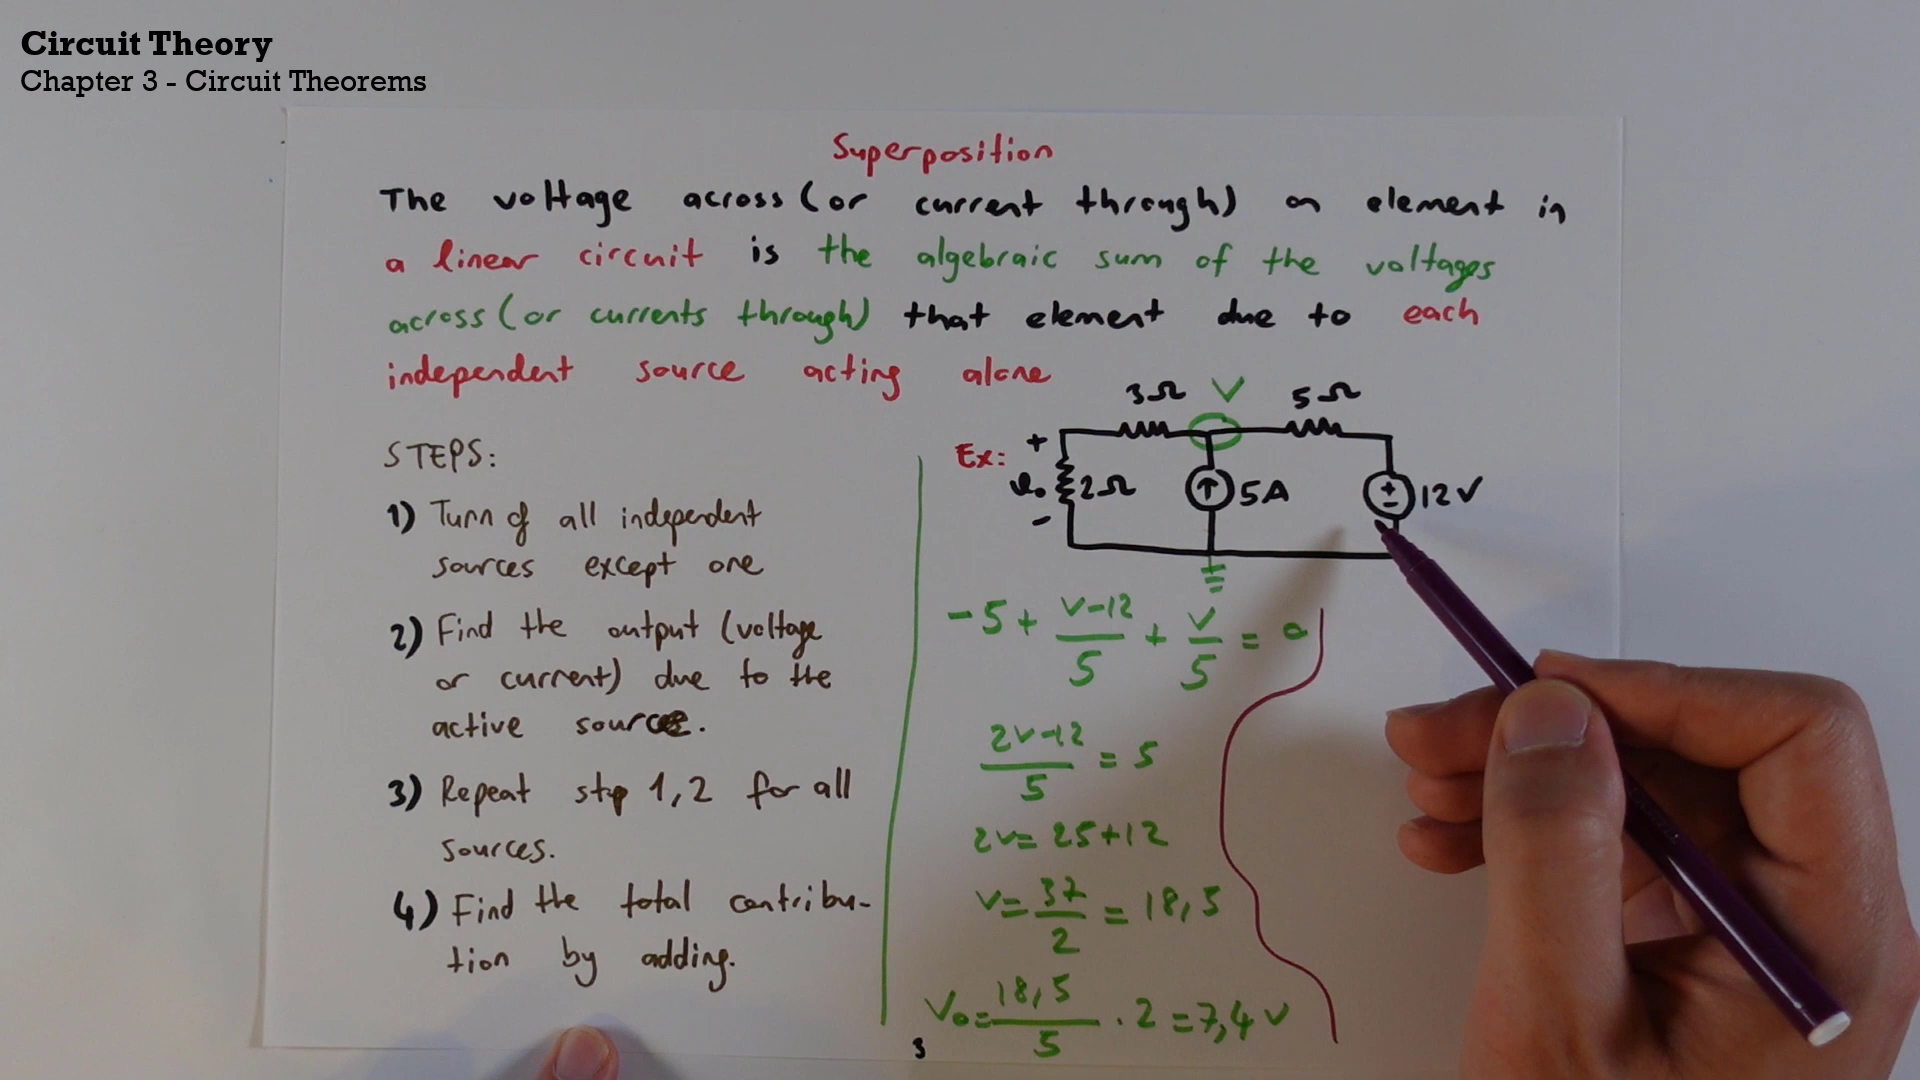 Circuit Theory
Chapter 3 - Circuit Theorems
Superposition
The voltage across (or current through) an element in
a linear circuit is the algebraic sum of the voltages
across (or currents through) that element due to each
independent source acting alone
STEPS:
1) Turn of all independent
sources except one
2) Find the output (voltage
or current) due to the
active source.
3) Repeat step 1,2 for all
sources.
4) Find the total contribu-
tion by adding.
Ex:
3Ω V 5Ω
+
v₀ 2Ω 5A + 12V
-
-5 + (v-12)/5 + v/5 = 0
(2v-12)/5 = 5
2v = 25+12
v = 37/2 = 18,5
V₀ = 18,5/5 . 2 = 7,4 V
3